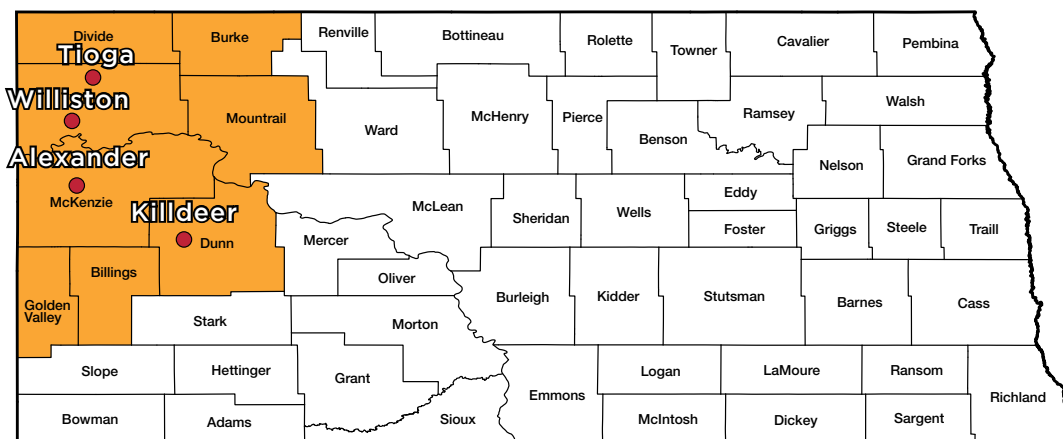 Divide
Burke
Renville
Bottineau
Rolette
Towner
Cavalier
Pembina
Tioga
Williston
Mountrail
Ward
McHenry
Pierce
Benson
Ramsey
Walsh
Nelson
Grand Forks
Alexander
McKenzie
Killdeer
Dunn
McLean
Sheridan
Wells
Eddy
Foster
Griggs
Steele
Traill
Mercer
Oliver
Billings
Golden
Valley
Stark
Morton
Burleigh
Kidder
Stutsman
Barnes
Cass
Slope
Hettinger
Grant
Emmons
Logan
LaMoure
Ransom
Richland
Bowman
Adams
Sioux
McIntosh
Dickey
Sargent